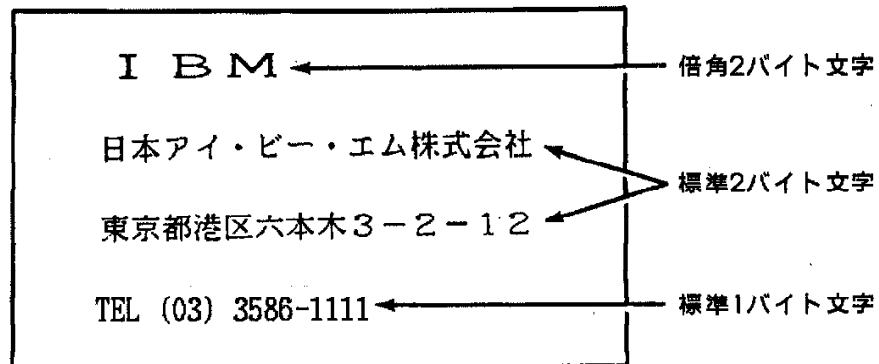 ＩＢＭ
倍角2バイト文字
日本アイ・ビー・エム株式会社
標準2バイト文字
東京都港区六本木３－２－１２
TEL (03) 3586-1111
標準1バイト文字